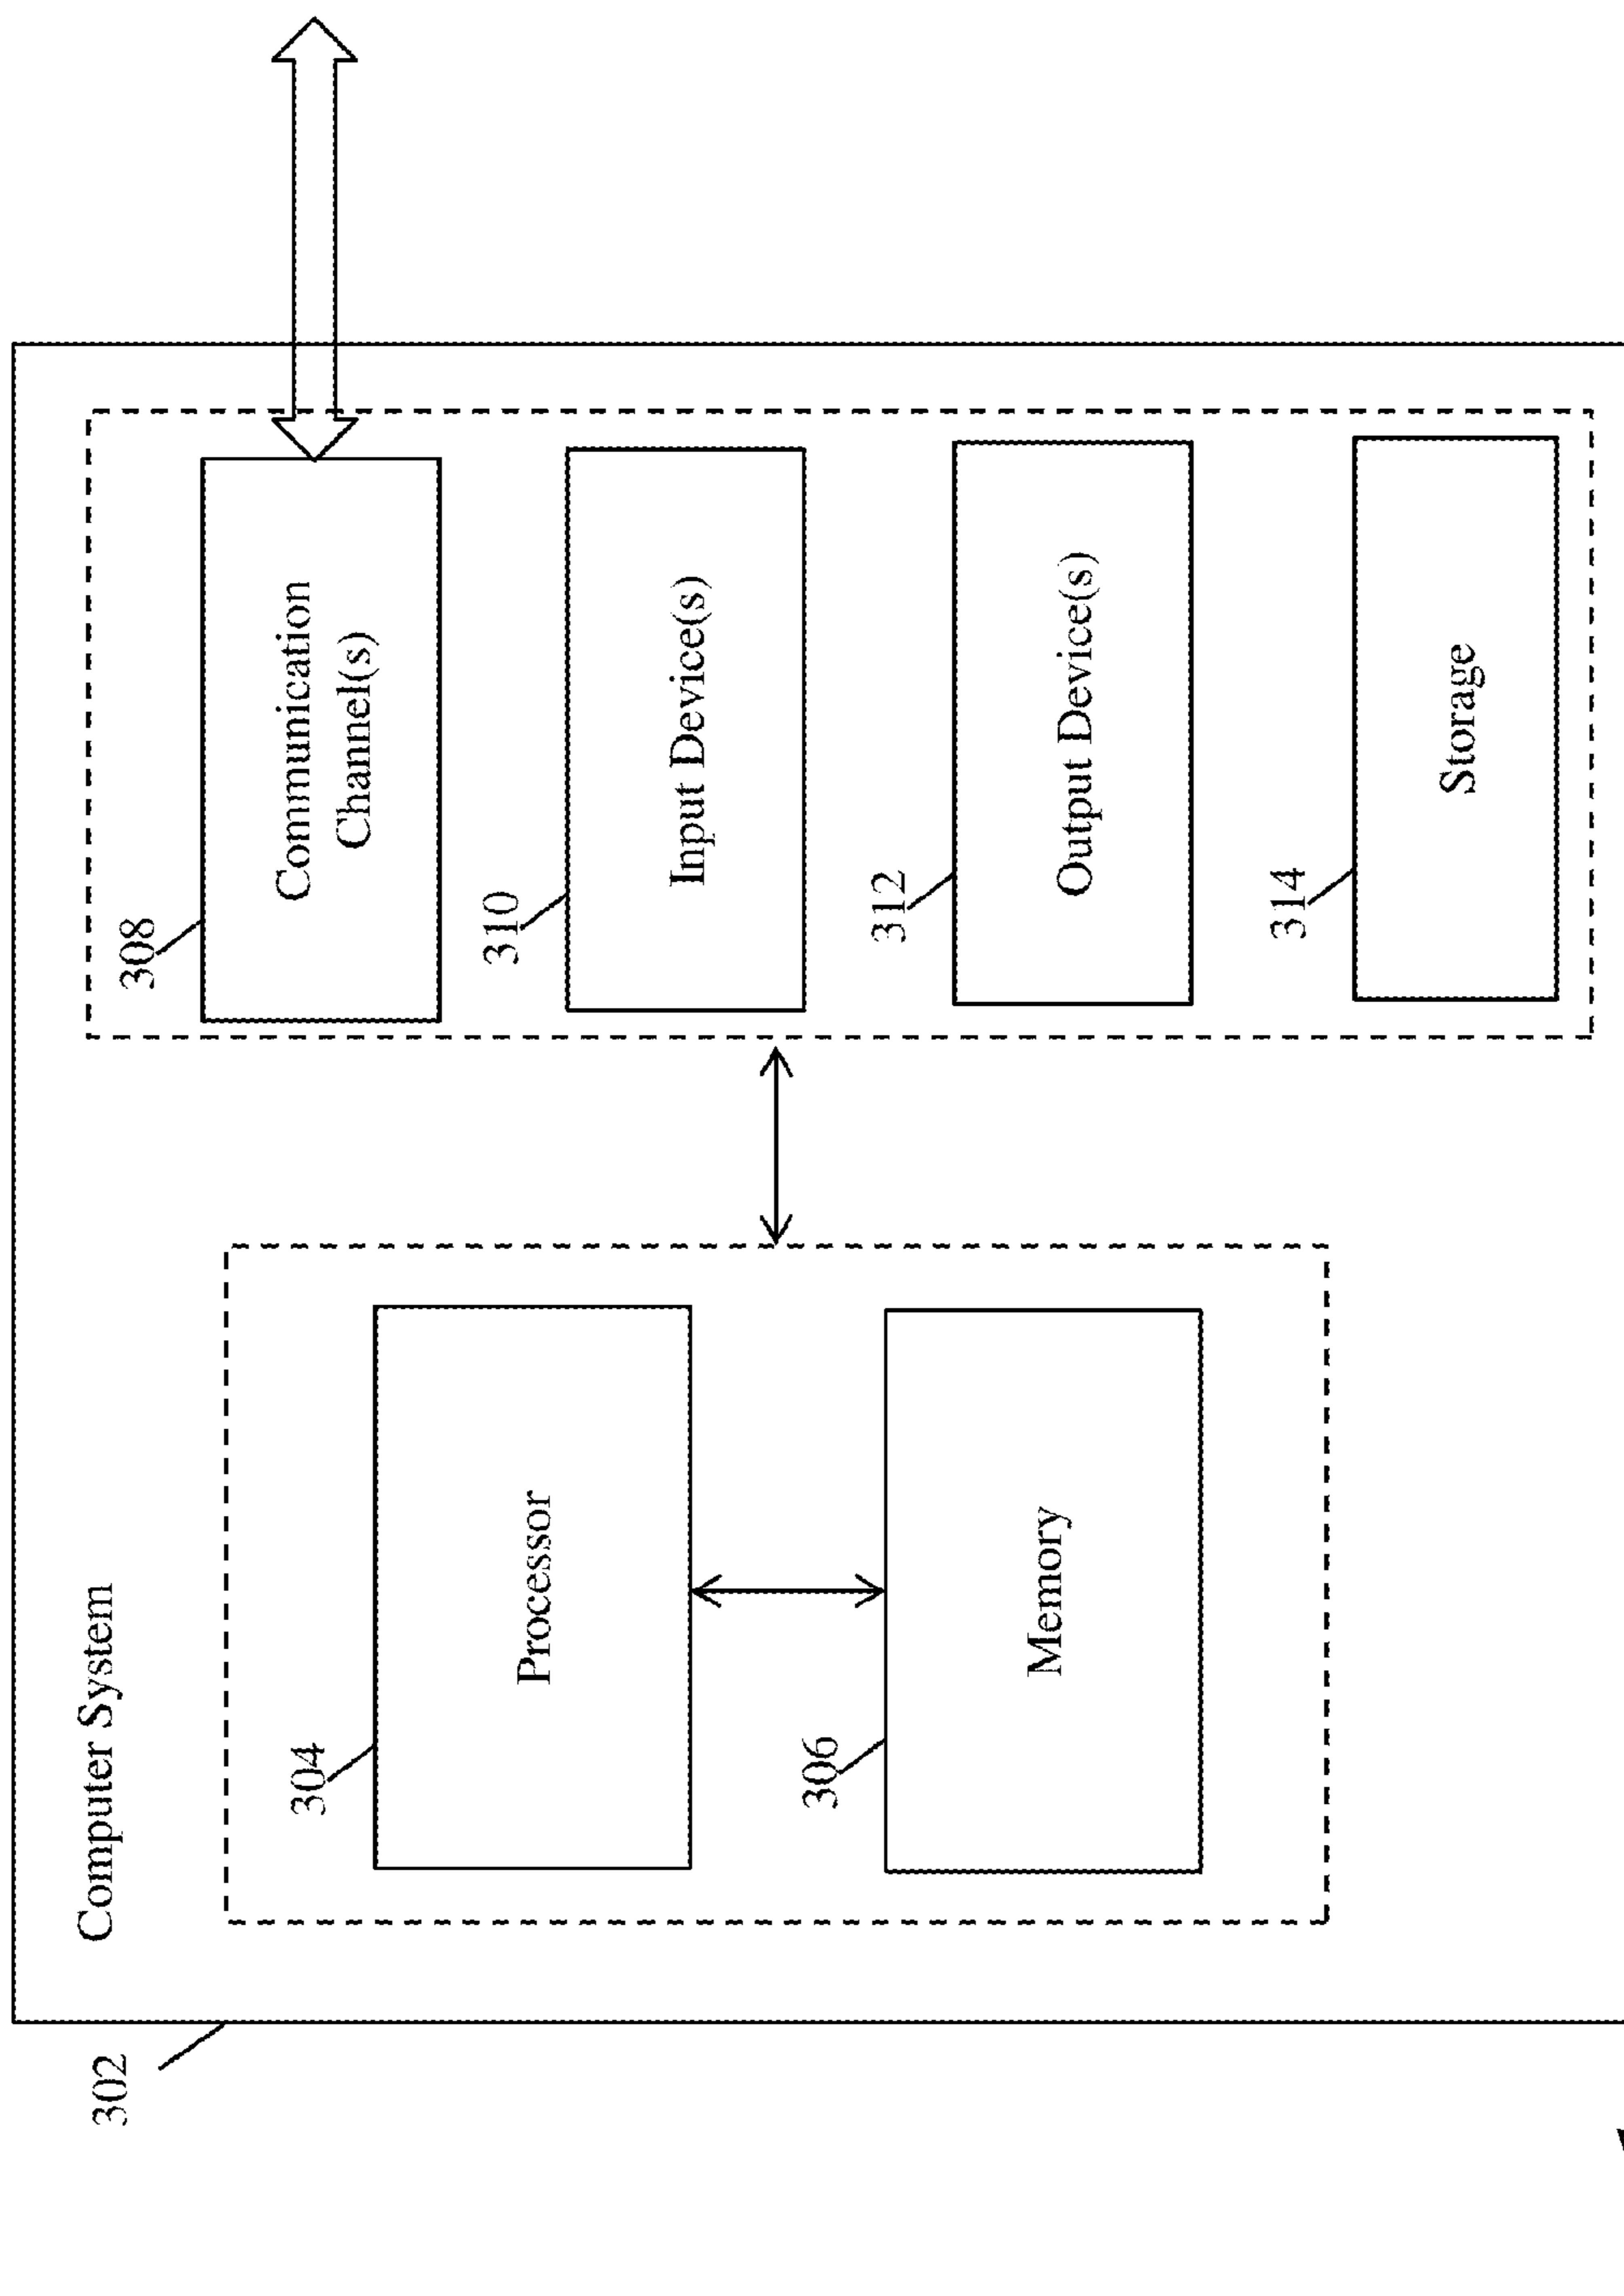 302
Computer System
304
Processor
306
Memory
308
Communication
Channel(s)
310
Input Device(s)
312
Output Device(s)
314
Storage